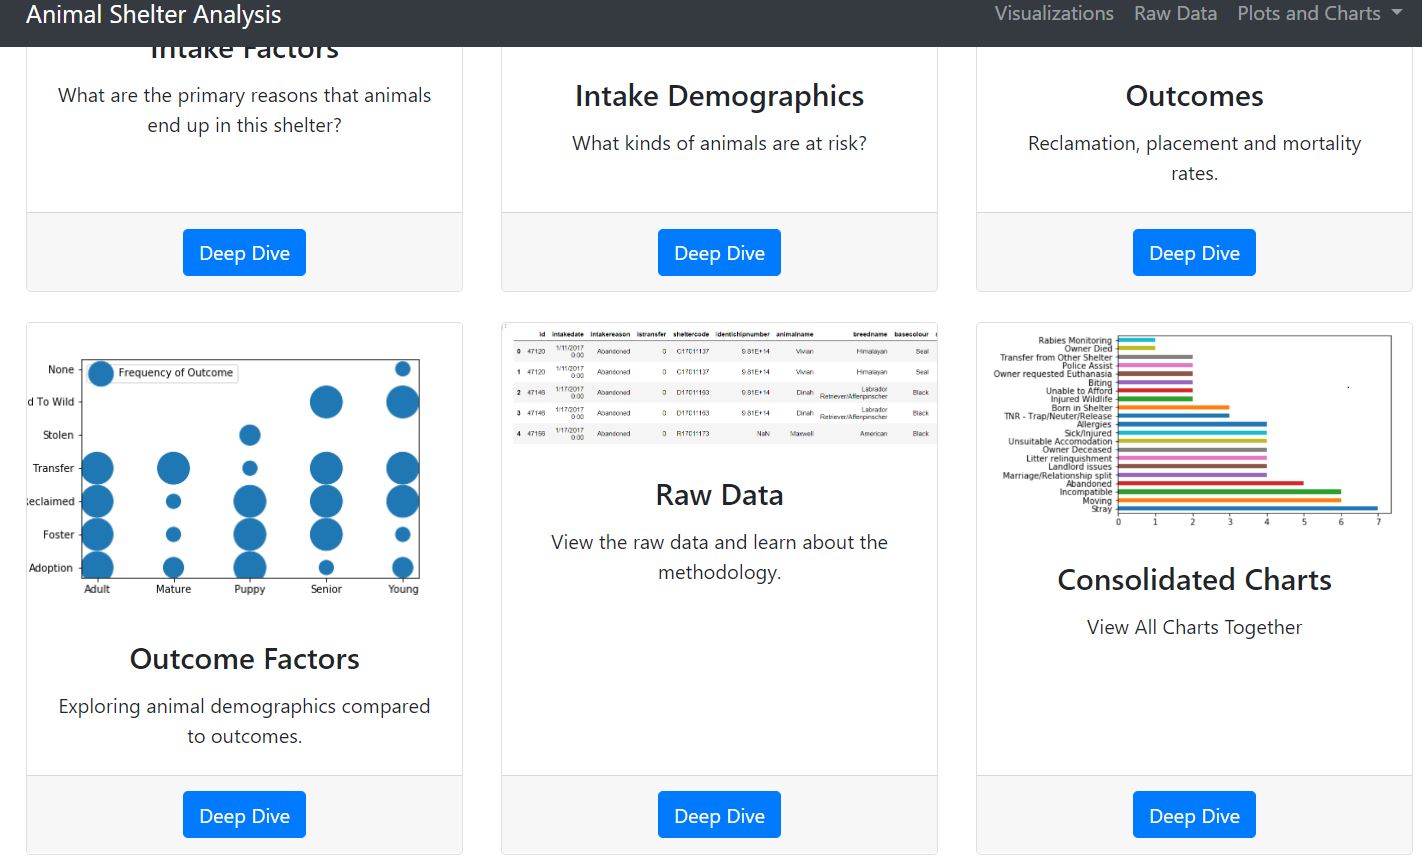 Animal Shelter Analysis
Visualizations Raw Data Plots and Charts
Intake Factors
What are the primary reasons that animals
end up in this shelter?
Deep Dive
Intake Demographics
What kinds of animals are at risk?
Deep Dive
Outcomes
Reclamation, placement and mortality
rates.
Deep Dive
Frequency of Outcome
None
d To Wild
Stolen
Transfer
eclaimed
Foster
Adoption
Adult Mature Puppy Senior Young
Outcome Factors
Exploring animal demographics compared
to outcomes.
Deep Dive
id intakedate intakereason istransfer sheltercode identichipnumber animalname breedname basecolour
0 47120 1/11/2017 0:00 Abandoned 0 C17011137 9.81E+14 Vivian Himalayan Seal
1 47120 1/11/2017 0:00 Abandoned 0 C17011137 9.81E+14 Vivian Himalayan Seal
2 47146 1/17/2017 0:00 Abandoned 0 D17011163 9.81E+14 Dinah Labrador Retriever/Affenpinscher Black
3 47146 1/17/2017 0:00 Abandoned 0 D17011163 9.81E+14 Dinah Labrador Retriever/Affenpinscher Black
4 47156 1/17/2017 0:00 Abandoned 0 R17011173 NaN Maxwell American Black
Raw Data
View the raw data and learn about the
methodology.
Deep Dive
Rabies Monitoring
Owner Died
Transfer from Other Shelter
Police Assist
Owner requested Euthanasia
Biting
Unable to Afford
Injured Wildlife
Born in Shelter
TNR - Trap/Neuter/Release
Allergies
Sick/Injured
Unsuitable Accomodation
Owner Deceased
Litter relinquishment
Landlord issues
Marriage/Relationship split
Abandoned
Incompatible
Moving
Stray
0 1 2 3 4 5 6 7
Consolidated Charts
View All Charts Together
Deep Dive